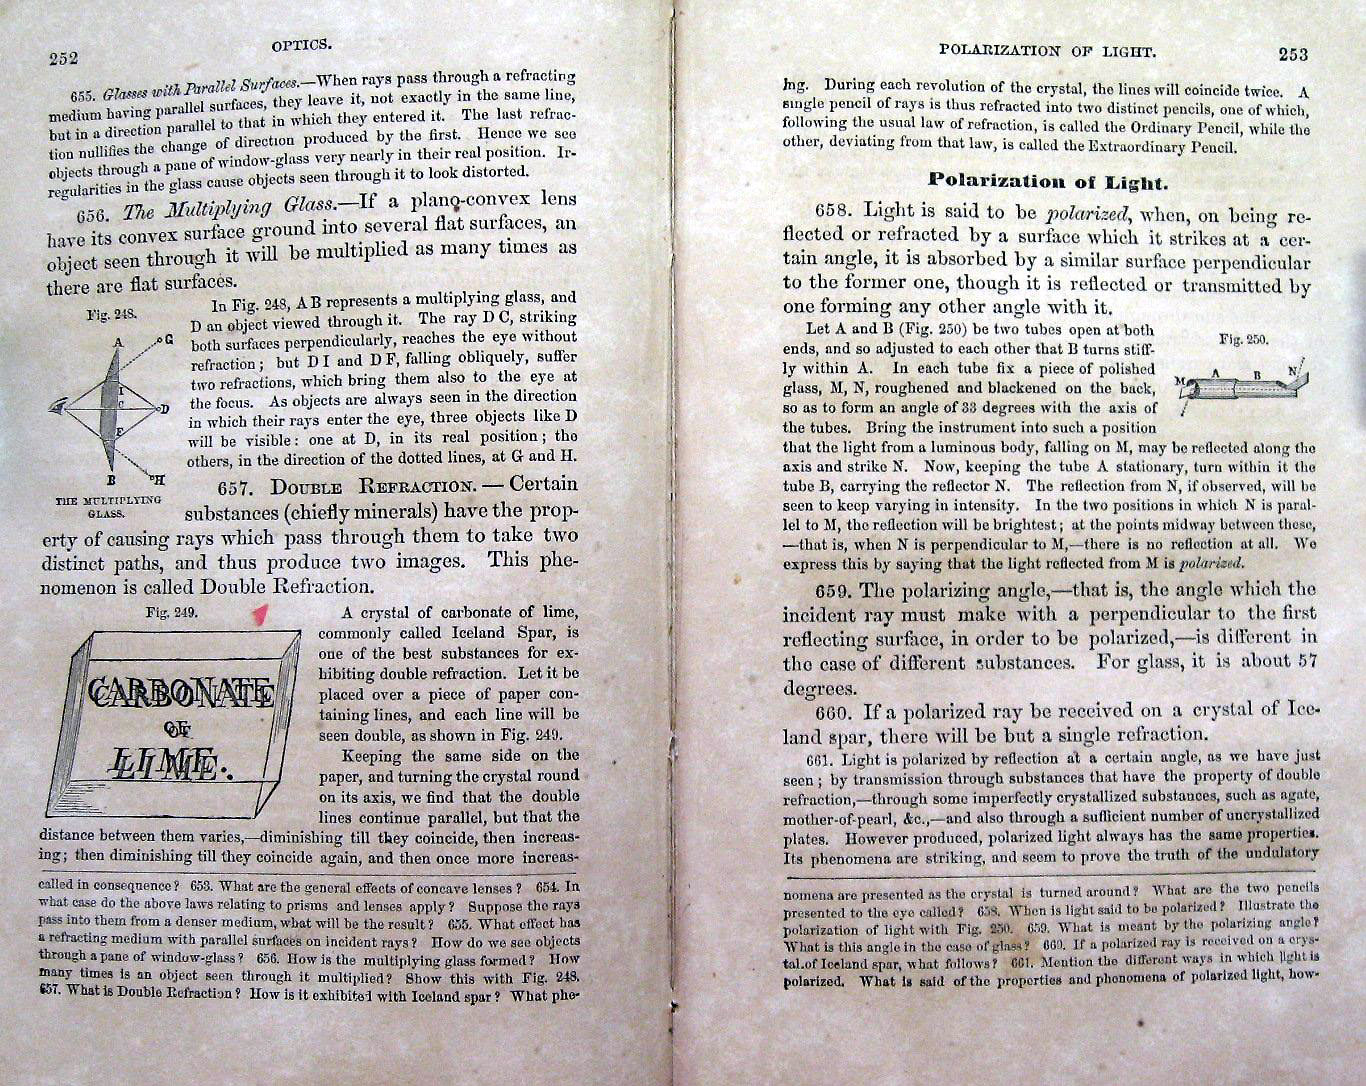 252
OPTICS.
655. Glasses with Parallel Surfaces.—When rays pass through a refracting
medium having parallel surfaces, they leave it, not exactly in the same line,
but in a direction parallel to that in which they entered it. The last refrac-
tion nullifies the change of direction produced by the first. Hence we see
objects through a pane of window-glass very nearly in their real position. Ir-
regularities in the glass cause objects seen through it to look distorted.
656. The Multiplying Glass.—If a plano-convex lens
have its convex surface ground into several flat surfaces, an
object seen through it will be multiplied as many times as
there are flat surfaces.
Fig. 248.
A
G
I
C
D
F
B
H
THE MULTIPLYING
GLASS.
In Fig. 248, A B represents a multiplying glass, and
D an object viewed through it. The ray D C, striking
both surfaces perpendicularly, reaches the eye without
refraction; but D I and D F, falling obliquely, suffer
two refractions, which bring them also to the eye at
the focus. As objects are always seen in the direction
in which their rays enter the eye, three objects like D
will be visible: one at D, in its real position; the
others, in the direction of the dotted lines, at G and H.
657. DOUBLE REFRACTION.—Certain
substances (chiefly minerals) have the prop-
erty of causing rays which pass through them to take two
distinct paths, and thus produce two images. This phe-
nomenon is called Double Refraction.
Fig. 249.
CARBONATE
OF
LIME.
A crystal of carbonate of lime,
commonly called Iceland Spar, is
one of the best substances for ex-
hibiting double refraction. Let it be
placed over a piece of paper con-
taining lines, and each line will be
seen double, as shown in Fig. 249.
Keeping the same side on the
paper, and turning the crystal round
on its axis, we find that the double
lines continue parallel, but that the
distance between them varies,—diminishing till they coincide, then increas-
ing; then diminishing till they coincide again, and then once more increas-
called in consequence? 653. What are the general effects of concave lenses? 654. In
what case do the above laws relating to prisms and lenses apply? Suppose the rays
pass into them from a denser medium, what will be the result? 655. What effect has
a refracting medium with parallel surfaces on incident rays? How do we see objects
through a pane of window-glass? 656. How is the multiplying glass formed? How
many times is an object seen through it multiplied? Show this with Fig. 248.
657. What is Double Refraction? How is it exhibited with Iceland spar? What phe-
POLARIZATION OF LIGHT.
253
ing. During each revolution of the crystal, the lines will coincide twice. A
single pencil of rays is thus refracted into two distinct pencils, one of which,
following the usual law of refraction, is called the Ordinary Pencil, while the
other, deviating from that law, is called the Extraordinary Pencil.
Polarization of Light.
658. Light is said to be polarized, when, on being re-
flected or refracted by a surface which it strikes at a cer-
tain angle, it is absorbed by a similar surface perpendicular
to the former one, though it is reflected or transmitted by
one forming any other angle with it.
Let A and B (Fig. 250) be two tubes open at both
ends, and so adjusted to each other that B turns stiff-
ly within A. In each tube fix a piece of polished
glass, M, N, roughened and blackened on the back,
so as to form an angle of 33 degrees with the axis of
the tubes. Bring the instrument into such a position
Fig. 250.
M
A
B
N
that the light from a luminous body, falling on M, may be reflected along the
axis and strike N. Now, keeping the tube A stationary, turn within it the
tube B, carrying the reflector N. The reflection from N, if observed, will be
seen to keep varying in intensity. In the two positions in which N is paral-
lel to M, the reflection will be brightest; at the points midway between these,
—that is, when N is perpendicular to M,—there is no reflection at all. We
express this by saying that the light reflected from M is polarized.
659. The polarizing angle,—that is, the angle which the
incident ray must make with a perpendicular to the first
reflecting surface, in order to be polarized,—is different in
the case of different substances. For glass, it is about 57
degrees.
660. If a polarized ray be received on a crystal of Ice-
land spar, there will be but a single refraction.
661. Light is polarized by reflection at a certain angle, as we have just
seen; by transmission through substances that have the property of double
refraction,—through some imperfectly crystallized substances, such as agate,
mother-of-pearl, &c.,—and also through a sufficient number of uncrystallized
plates. However produced, polarized light always has the same properties.
Its phenomena are striking, and seem to prove the truth of the undulatory
nomena are presented as the crystal is turned around? What are the two pencils
presented to the eye called? 658. When is light said to be polarized? Illustrate the
polarization of light with Fig. 250. 659. What is meant by the polarizing angle?
What is this angle in the case of glass? 660. If a polarized ray is received on a crys-
tal of Iceland spar, what follows? 661. Mention the different ways in which light is
polarized. What is said of the properties and phenomena of polarized light, how-